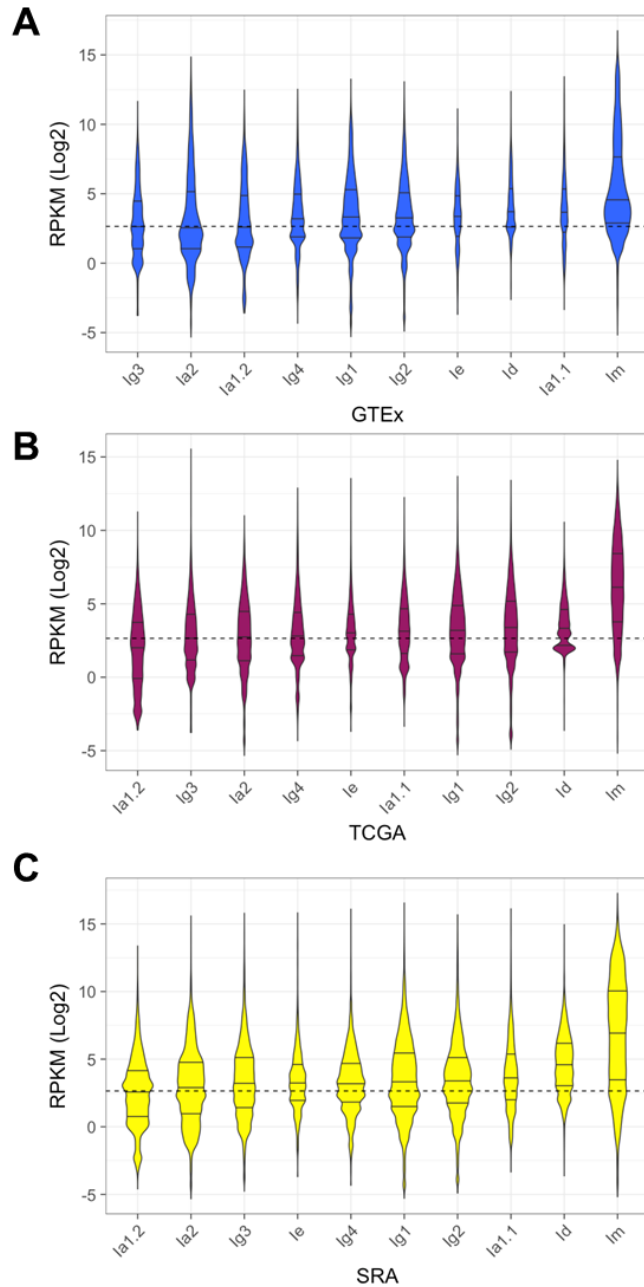 A
RPKM (Log2)
15
10
5
0
-5
Ig3 Ia2 Ia1.2 Ig4 Ig1 Ig2 Ie Id Ia1.1 Im
GTEx
B
RPKM (Log2)
15
10
5
0
-5
Ia1.2 Ig3 Ia2 Ig4 Ie Ia1.1 Ig1 Ig2 Id Im
TCGA
C
RPKM (Log2)
15
10
5
0
-5
Ia1.2 Ia2 Ig3 Ie Ig4 Ig1 Ig2 Ia1.1 Id Im
SRA